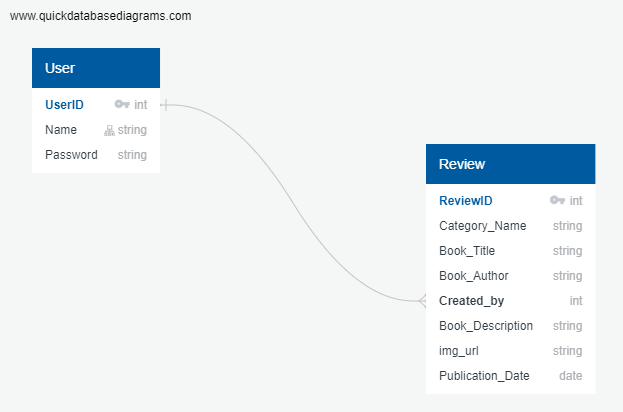 www.quickdatabasediagrams.com
User
UserID int
Name string
Password string
Review
ReviewID int
Category_Name string
Book_Title string
Book_Author string
Created_by int
Book_Description string
img_url string
Publication_Date date